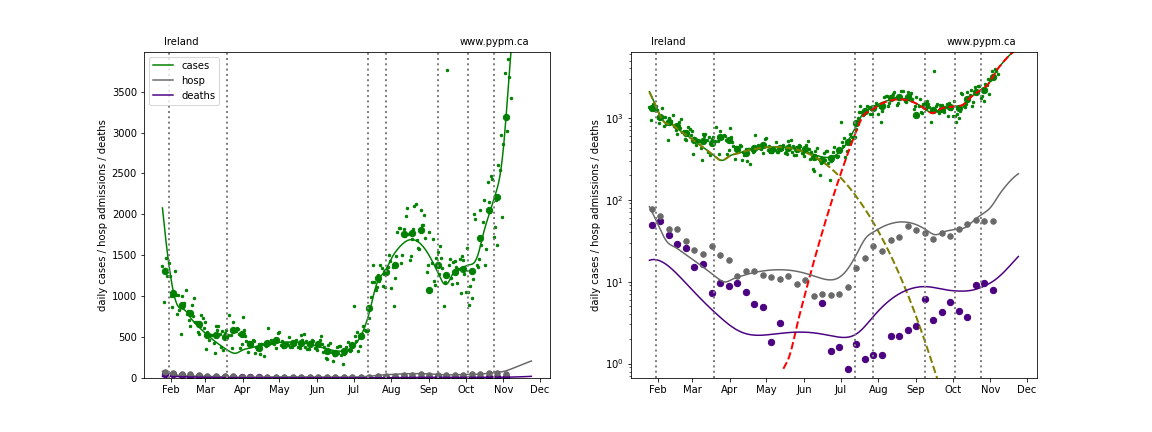 Ireland www.pypm.ca
cases
hosp
deaths
daily cases / hosp admissions / deaths
3500
3000
2500
2000
1500
1000
500
0
Feb Mar Apr May Jun Jul Aug Sep Oct Nov Dec
Ireland www.pypm.ca
daily cases / hosp admissions / deaths
10³
10²
10¹
10⁰
Feb Mar Apr May Jun Jul Aug Sep Oct Nov Dec